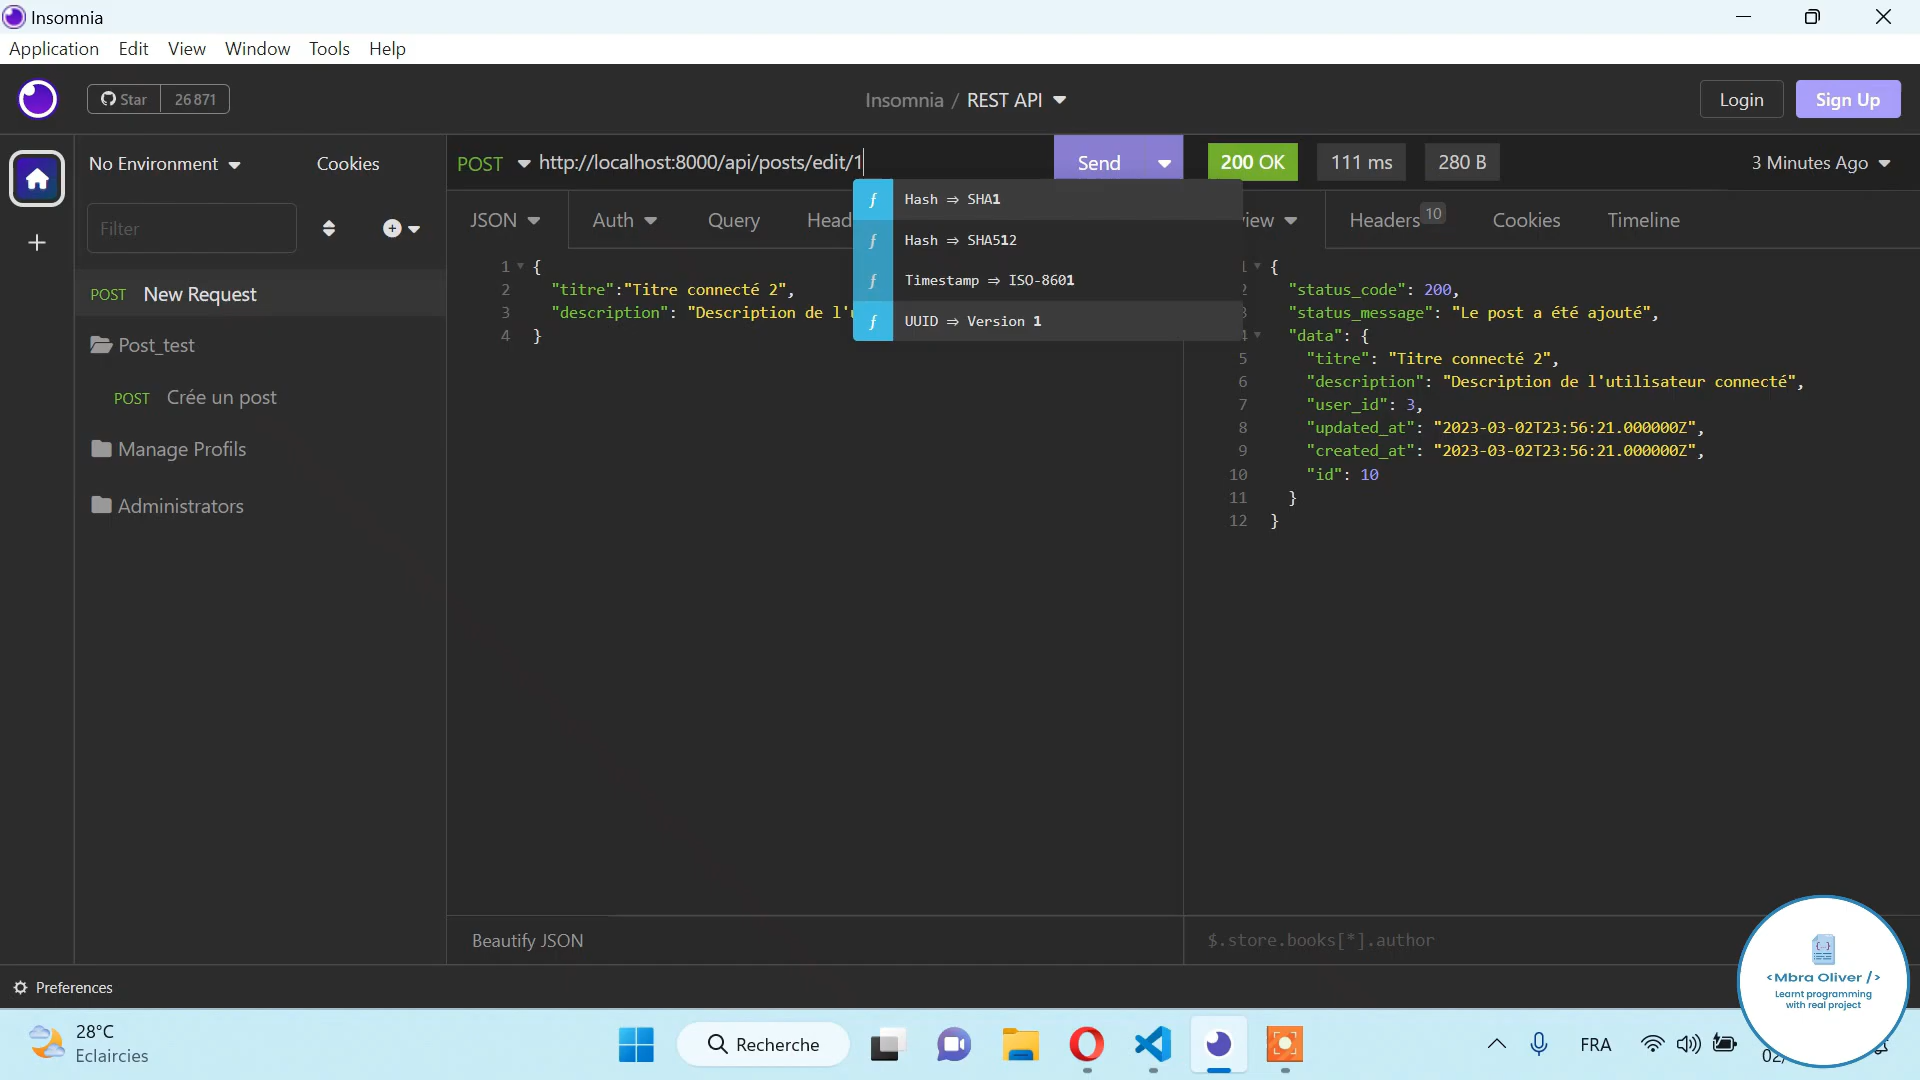 Insomnia
Application Edit View Window Tools Help
Star 26 871
Insomnia / REST API
Login Sign Up
No Environment Cookies
POST http://localhost:8000/api/posts/edit/1
Send
200 OK 111 ms 280 B
3 Minutes Ago
Filter
JSON Auth Query Head
Hash ⇒ SHA1
Hash ⇒ SHA512
Timestamp ⇒ ISO-8601
UUID ⇒ Version 1
iew Headers 10 Cookies Timeline
POST New Request
Post_test
POST Crée un post
Manage Profils
Administrators
1 {
2 "titre":"Titre connecté 2",
3 "description": "Description de l'u
4 }
1 {
2 "status_code": 200,
3 "status_message": "Le post a été ajouté",
4 "data": {
5 "titre": "Titre connecté 2",
6 "description": "Description de l'utilisateur connecté",
7 "user_id": 3,
8 "updated_at": "2023-03-02T23:56:21.000000Z",
9 "created_at": "2023-03-02T23:56:21.000000Z",
10 "id": 10
11 }
12 }
Beautify JSON
$.store.books[*].author
Preferences
{..}
<Mbra Oliver />
Learnt programming
with real project
28°C
Eclaircies
Recherche
FRA
02/